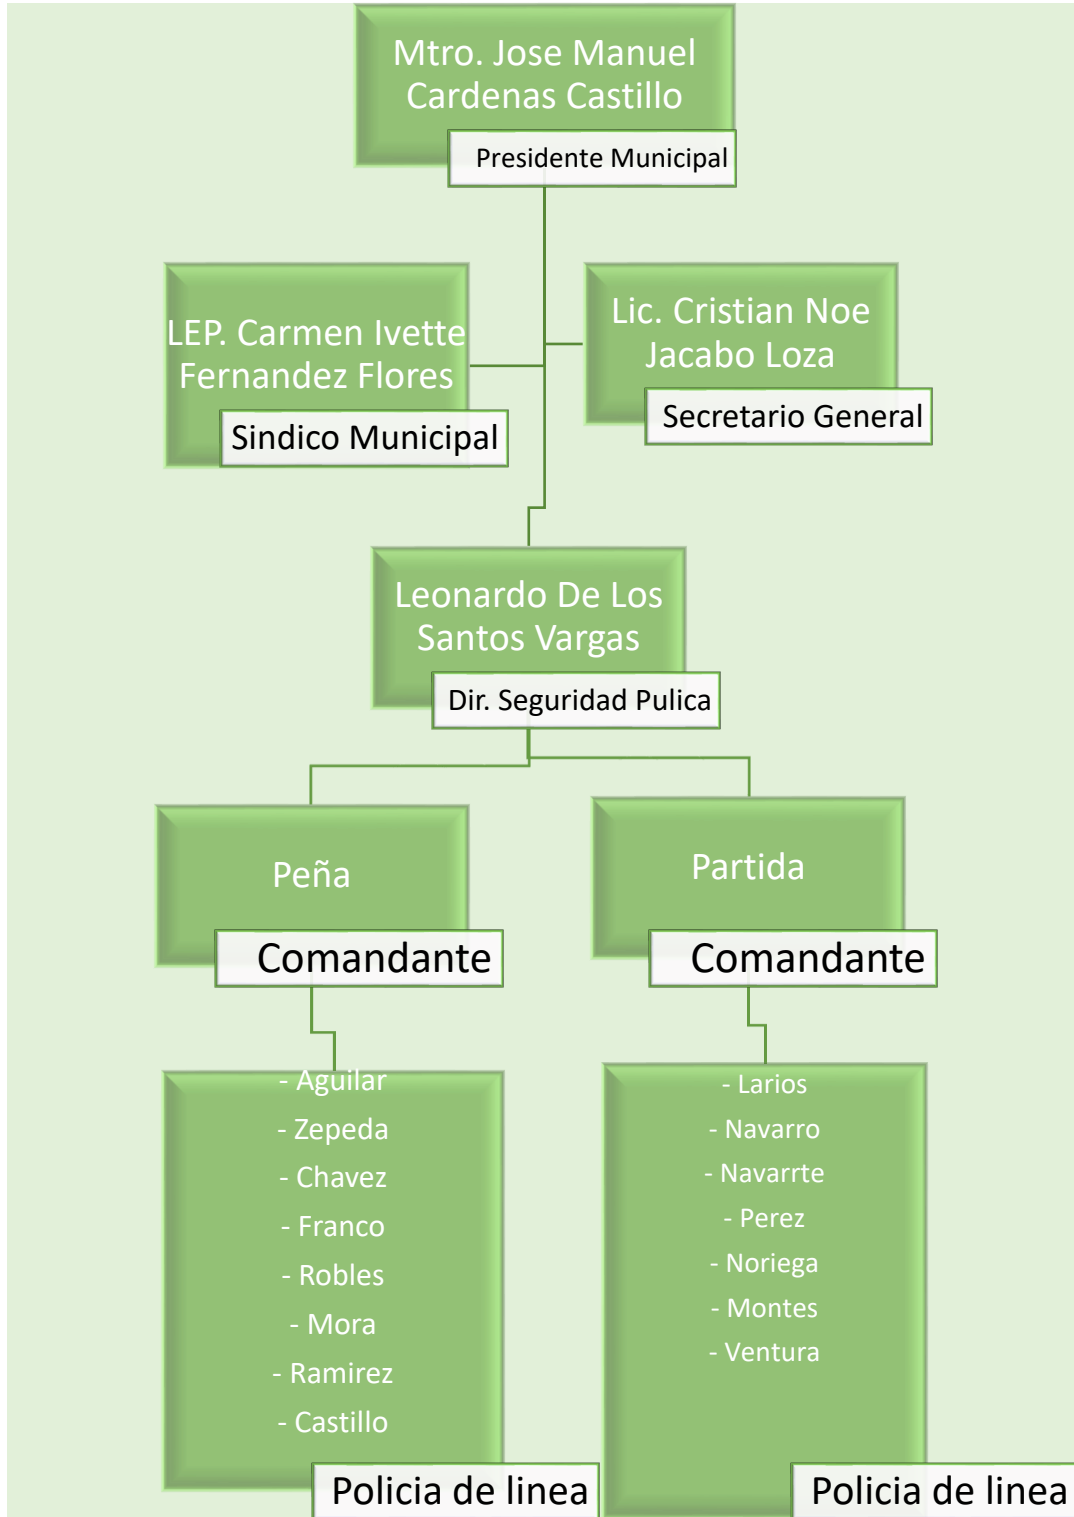 Mtro. Jose Manuel
Cardenas Castillo
Presidente Municipal
LEP. Carmen Ivette
Fernandez Flores
Sindico Municipal
Lic. Cristian Noe
Jacabo Loza
Secretario General
Leonardo De Los
Santos Vargas
Dir. Seguridad Pulica
Peña
Comandante
Partida
Comandante
- Aguilar
- Zepeda
- Chavez
- Franco
- Robles
- Mora
- Ramirez
- Castillo
Policia de linea
- Larios
- Navarro
- Navarrte
- Perez
- Noriega
- Montes
- Ventura
Policia de linea